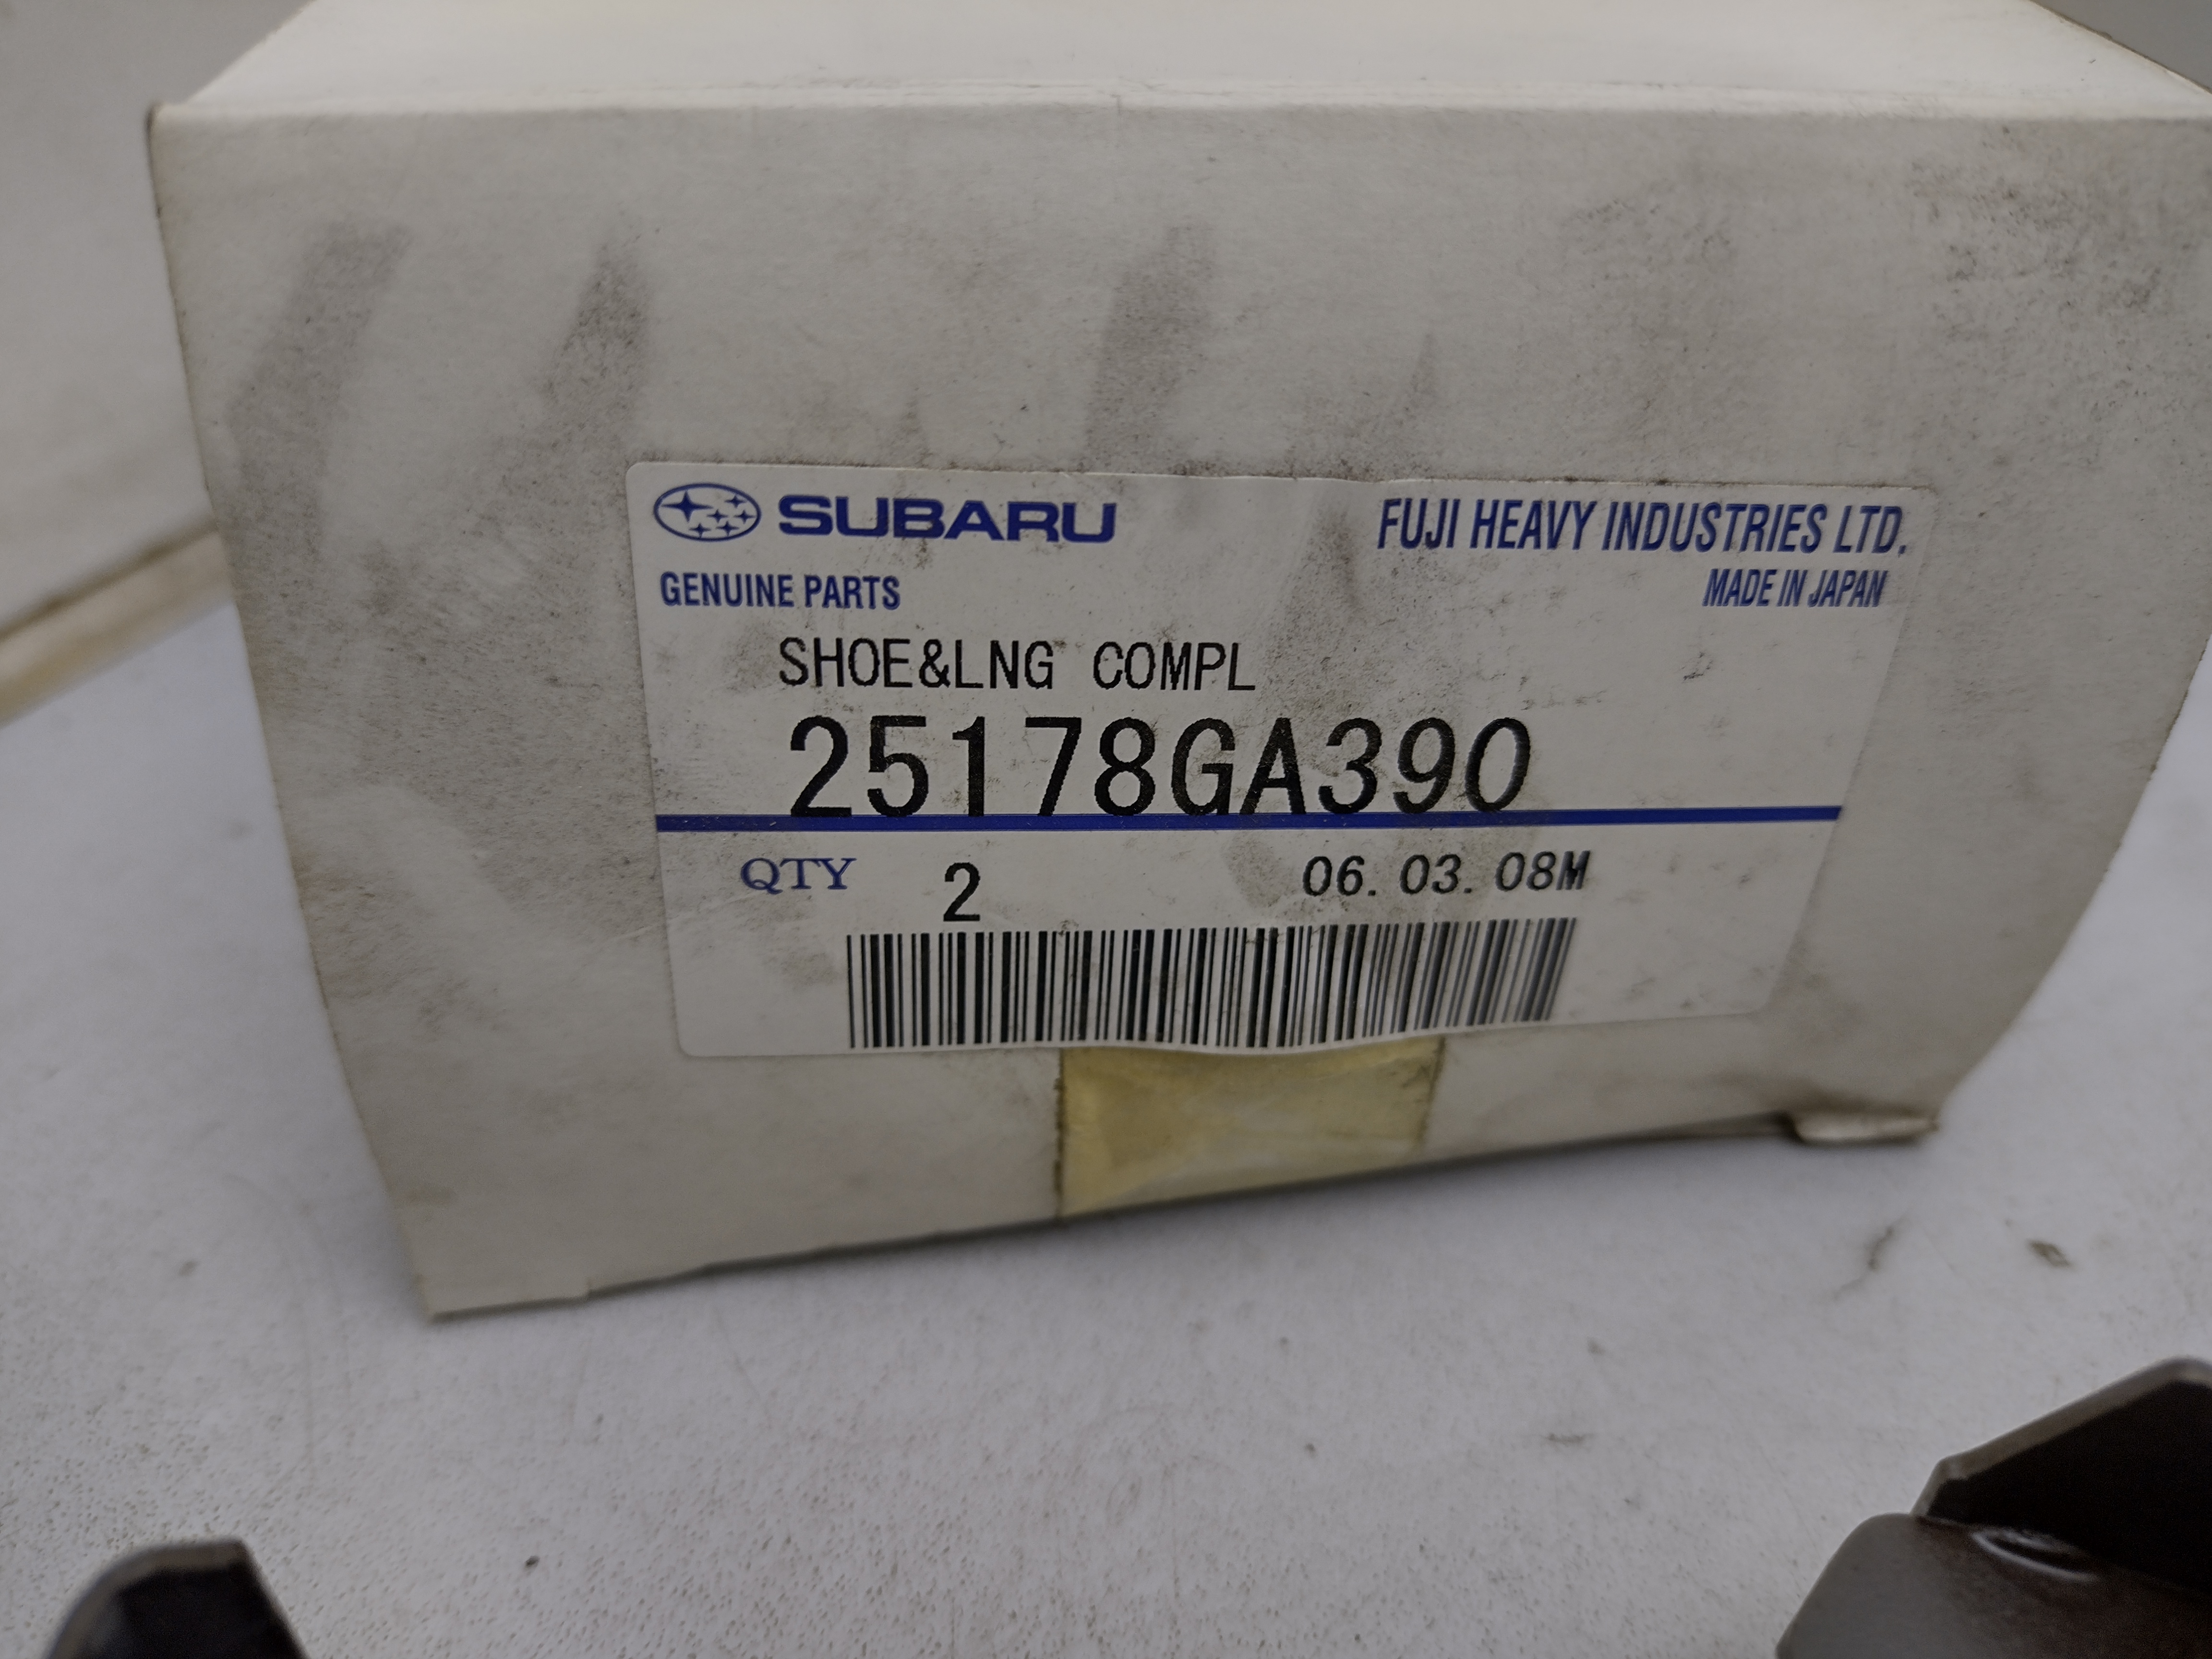 SUBARU FUJI HEAVY INDUSTRIES LTD.
GENUINE PARTS MADE IN JAPAN
SHOE&LNG COMPL
25178GA390
QTY 2 06. 03. 08M